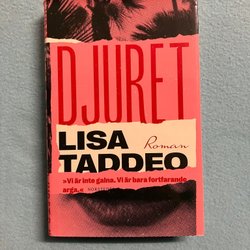 DJURET
LISA
Roman
TADDEO
»Vi är inte galna. Vi är bara fortfarande
arga.«